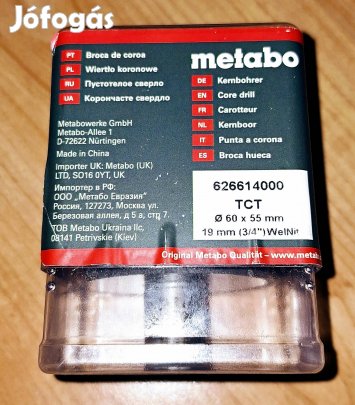 Jófogás
metabo
PT Broca de coroa
PL Wiertło koronowe
RU Пустотелое сверло
UA Корончасте свердло
DE Kernbohrer
EN Core drill
FR Carotteur
NL Kernboor
IT Punta a corona
ES Broca hueca
Metabowerke GmbH
Metabo-Allee 1
D-72622 Nürtingen
Made in China
Importer UK: Metabo (UK)
LTD, SO16 0YT, UK
Импортер в РФ:
ООО "Метабо Евразия"
Россия, 127273, Москва ул.
Березовая аллея, д 5 а, стр 7.
ТОВ Metabo Ukraina llc,
08141 Petrivskie (Kiev)
626614000
TCT
Ø 60 x 55 mm
19 mm (3/4") WelNit
Original Metabo Qualität – www.metab